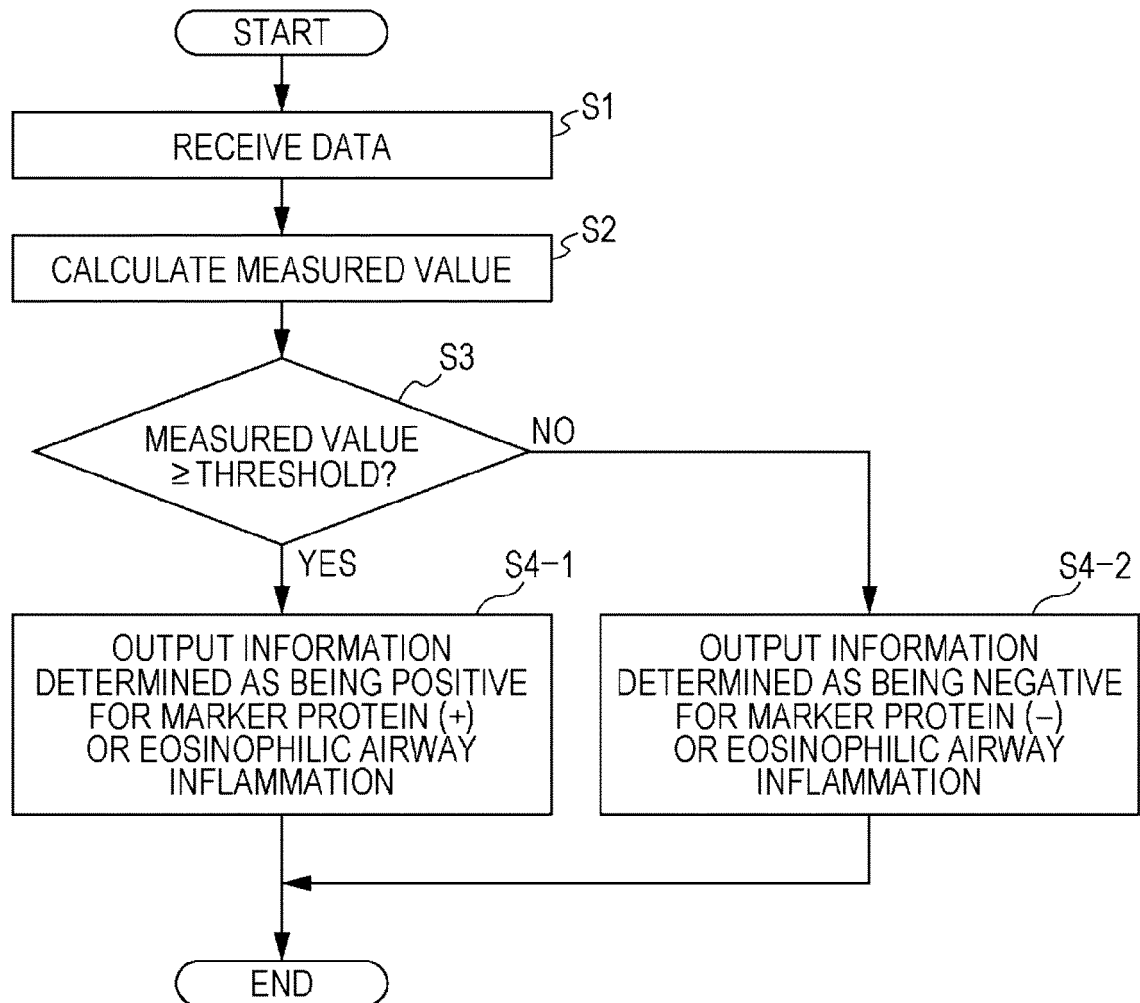 START
S1
RECEIVE DATA
S2
CALCULATE MEASURED VALUE
S3
MEASURED VALUE
≥ THRESHOLD?
NO
YES
S4-1
OUTPUT INFORMATION
DETERMINED AS BEING POSITIVE
FOR MARKER PROTEIN (+)
OR EOSINOPHILIC AIRWAY
INFLAMMATION
S4-2
OUTPUT INFORMATION
DETERMINED AS BEING NEGATIVE
FOR MARKER PROTEIN (–)
OR EOSINOPHILIC AIRWAY
INFLAMMATION
END